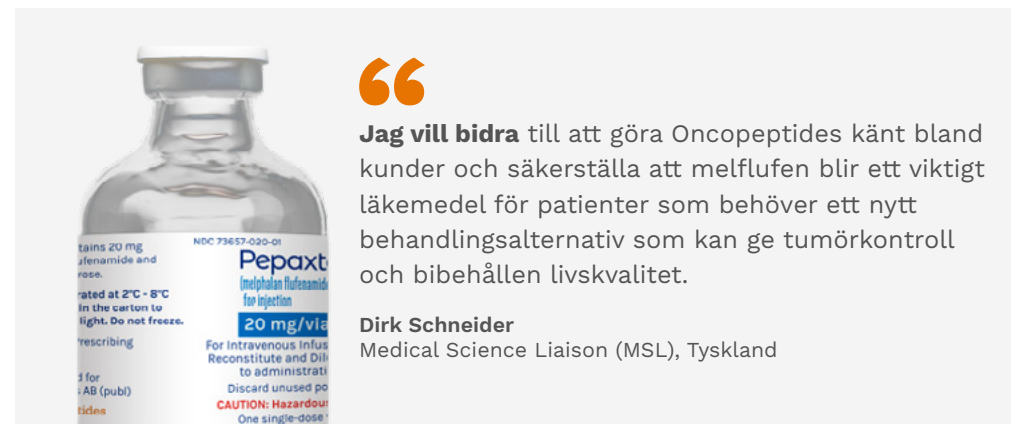 tains 20 mg
ufenamide and
rose.
rated at 2°C - 8°C
in the carton to
light. Do not freeze.
rescribing
d for
AB (publ)
tides
NDC 73657-020-01
Pepaxt
(melphalan flufenamid
for injection
20 mg/via
For Intravenous Infus
Reconstitute and Dil
to administrati
Discard unused po
CAUTION: Hazardous
One single-dose
Jag vill bidra till att göra Oncopeptides känt bland
kunder och säkerställa att melflufen blir ett viktigt
läkemedel för patienter som behöver ett nytt
behandlingsalternativ som kan ge tumörkontroll
och bibehållen livskvalitet.
Dirk Schneider
Medical Science Liaison (MSL), Tyskland